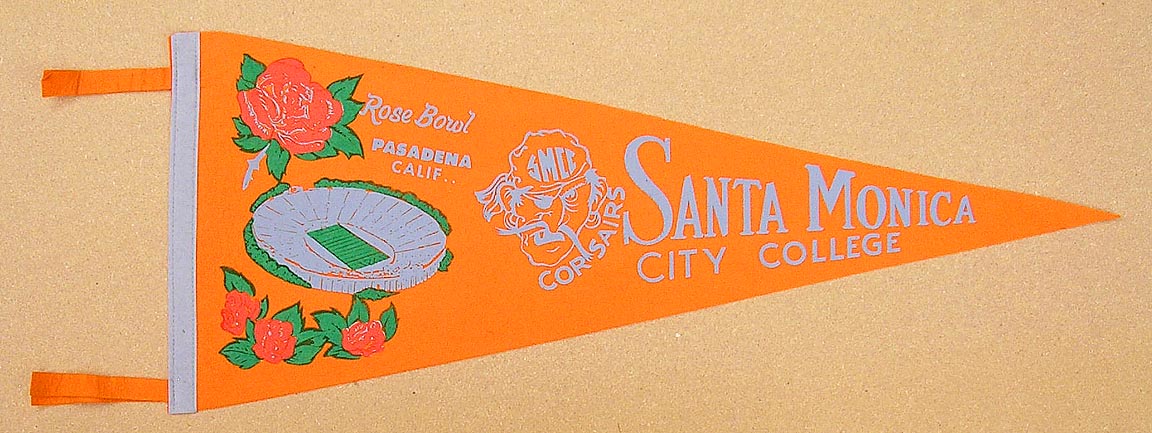 Rose Bowl
PASADENA
CALIF..
SMCC
CORSAIRS
SANTA MONICA
CITY COLLEGE